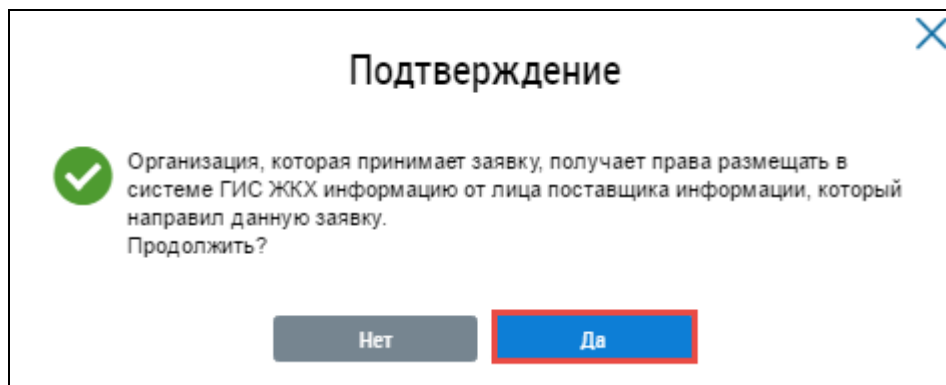 Подтверждение
Организация, которая принимает заявку, получает права размещать в
системе ГИС ЖКХ информацию от лица поставщика информации, который
направил данную заявку.
Продолжить?
Нет
Да